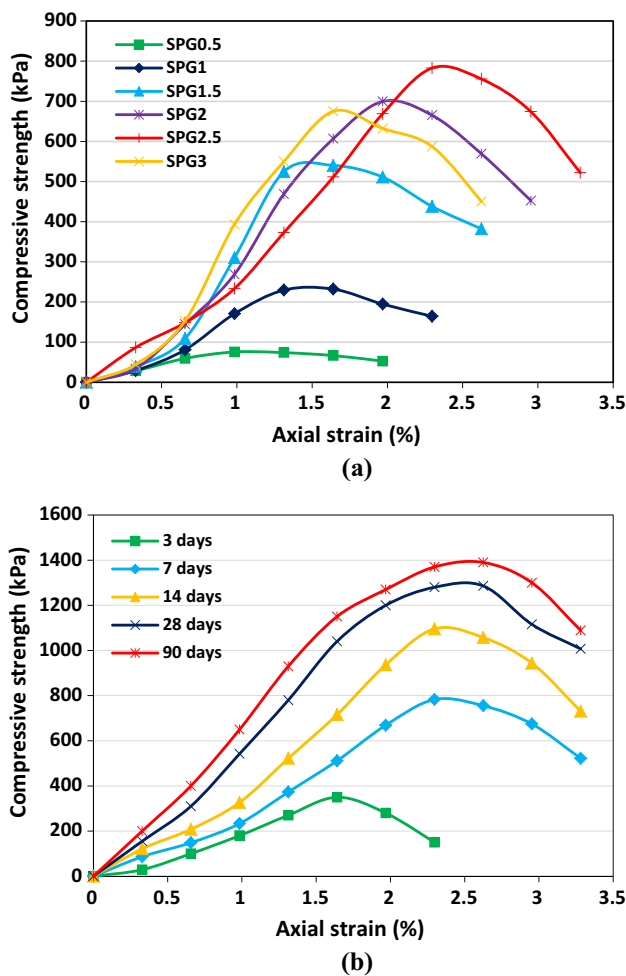 900
800
700
600
500
400
300
200
100
0
Compressive strength (kPa)
SPG0.5
SPG1
SPG1.5
SPG2
SPG2.5
SPG3
0 0.5 1 1.5 2 2.5 3 3.5
Axial strain (%)
(a)
1600
1400
1200
1000
800
600
400
200
0
Compressive strength (kPa)
3 days
7 days
14 days
28 days
90 days
0 0.5 1 1.5 2 2.5 3 3.5
Axial strain (%)
(b)